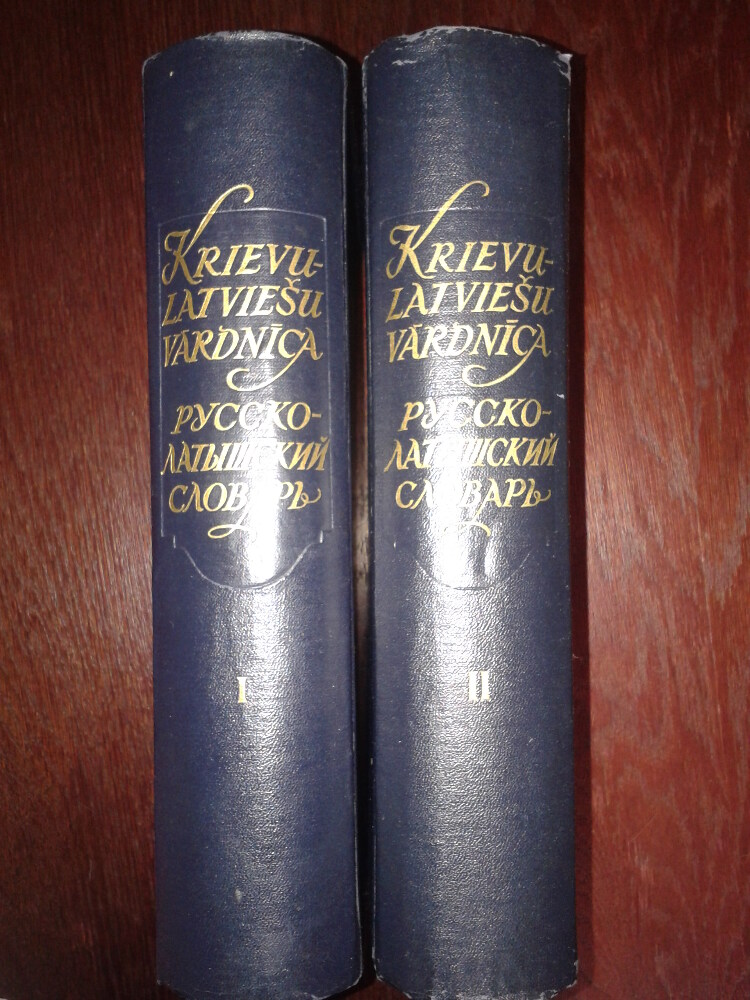 KRIEVU-
LATVIEŠU
VĀRDNĪCA
РУССКО-
ЛАТЫШСКИЙ
СЛОВАРЬ
I
KRIEVU-
LATVIEŠU
VĀRDNĪCA
РУССКО-
ЛАТЫШСКИЙ
СЛОВАРЬ
II